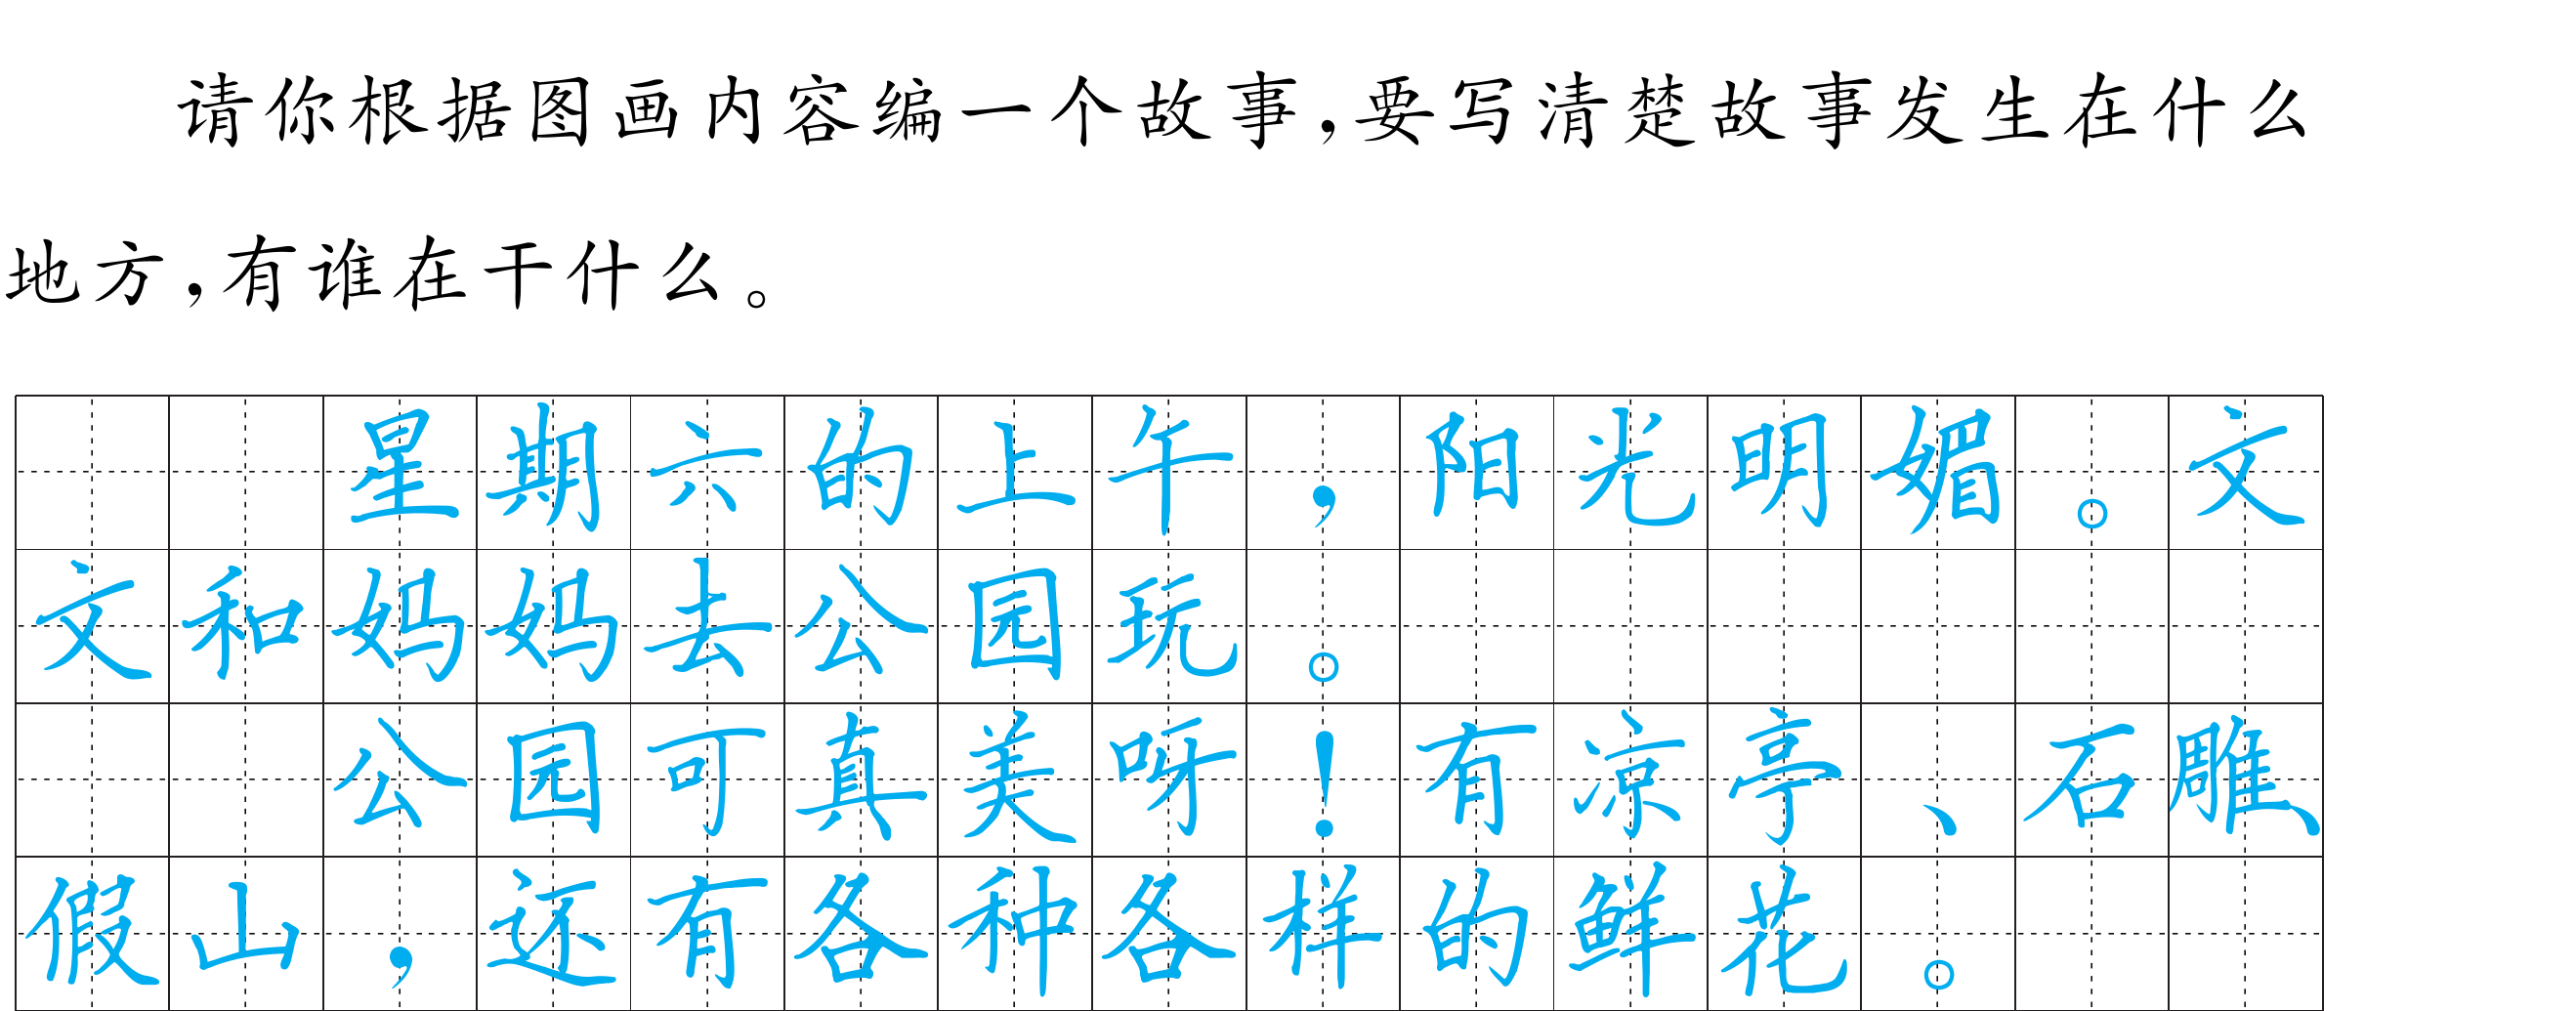 请你根据图画内容编一个故事，要写清楚故事发生在什么
地方，有谁在干什么。
星期六的上午，阳光明媚。文
文和妈妈去公园玩。
公园可真美呀！有凉亭、石雕、
假山，还有各种各样的鲜花。